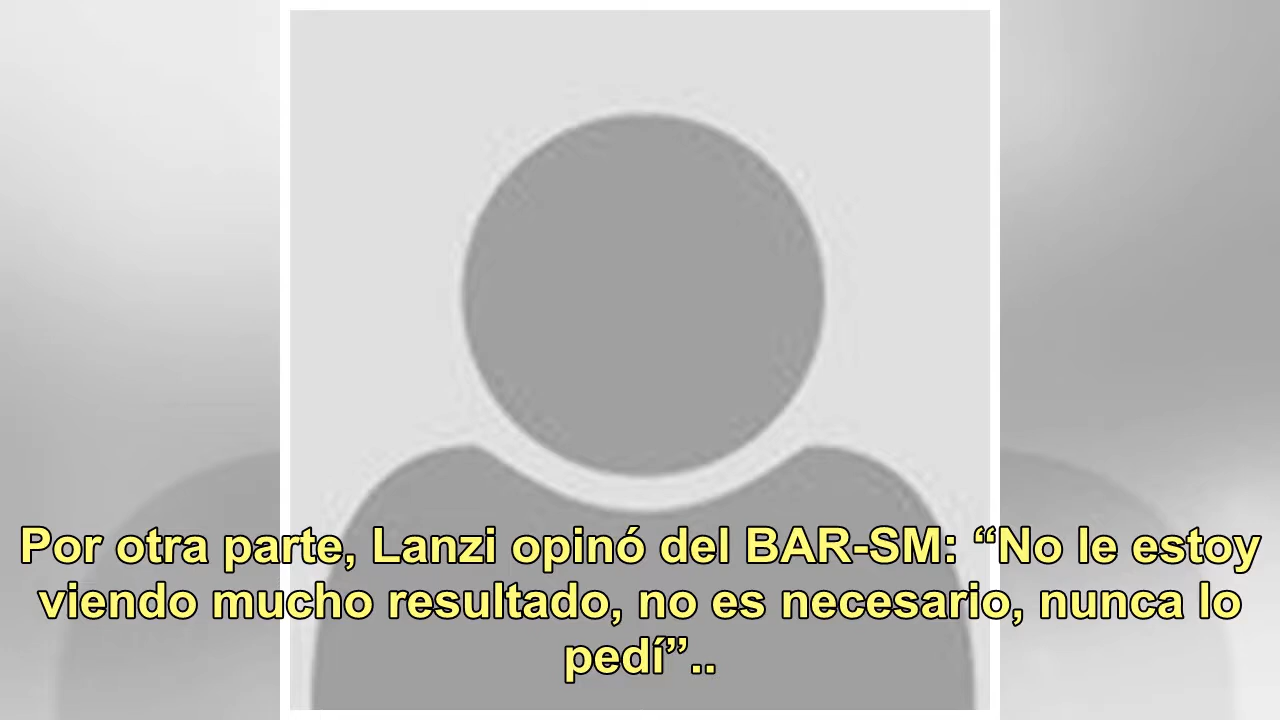 Por otra parte, Lanzi opinó del BAR-SM: “No le estoy
viendo mucho resultado, no es necesario, nunca lo
pedí”..